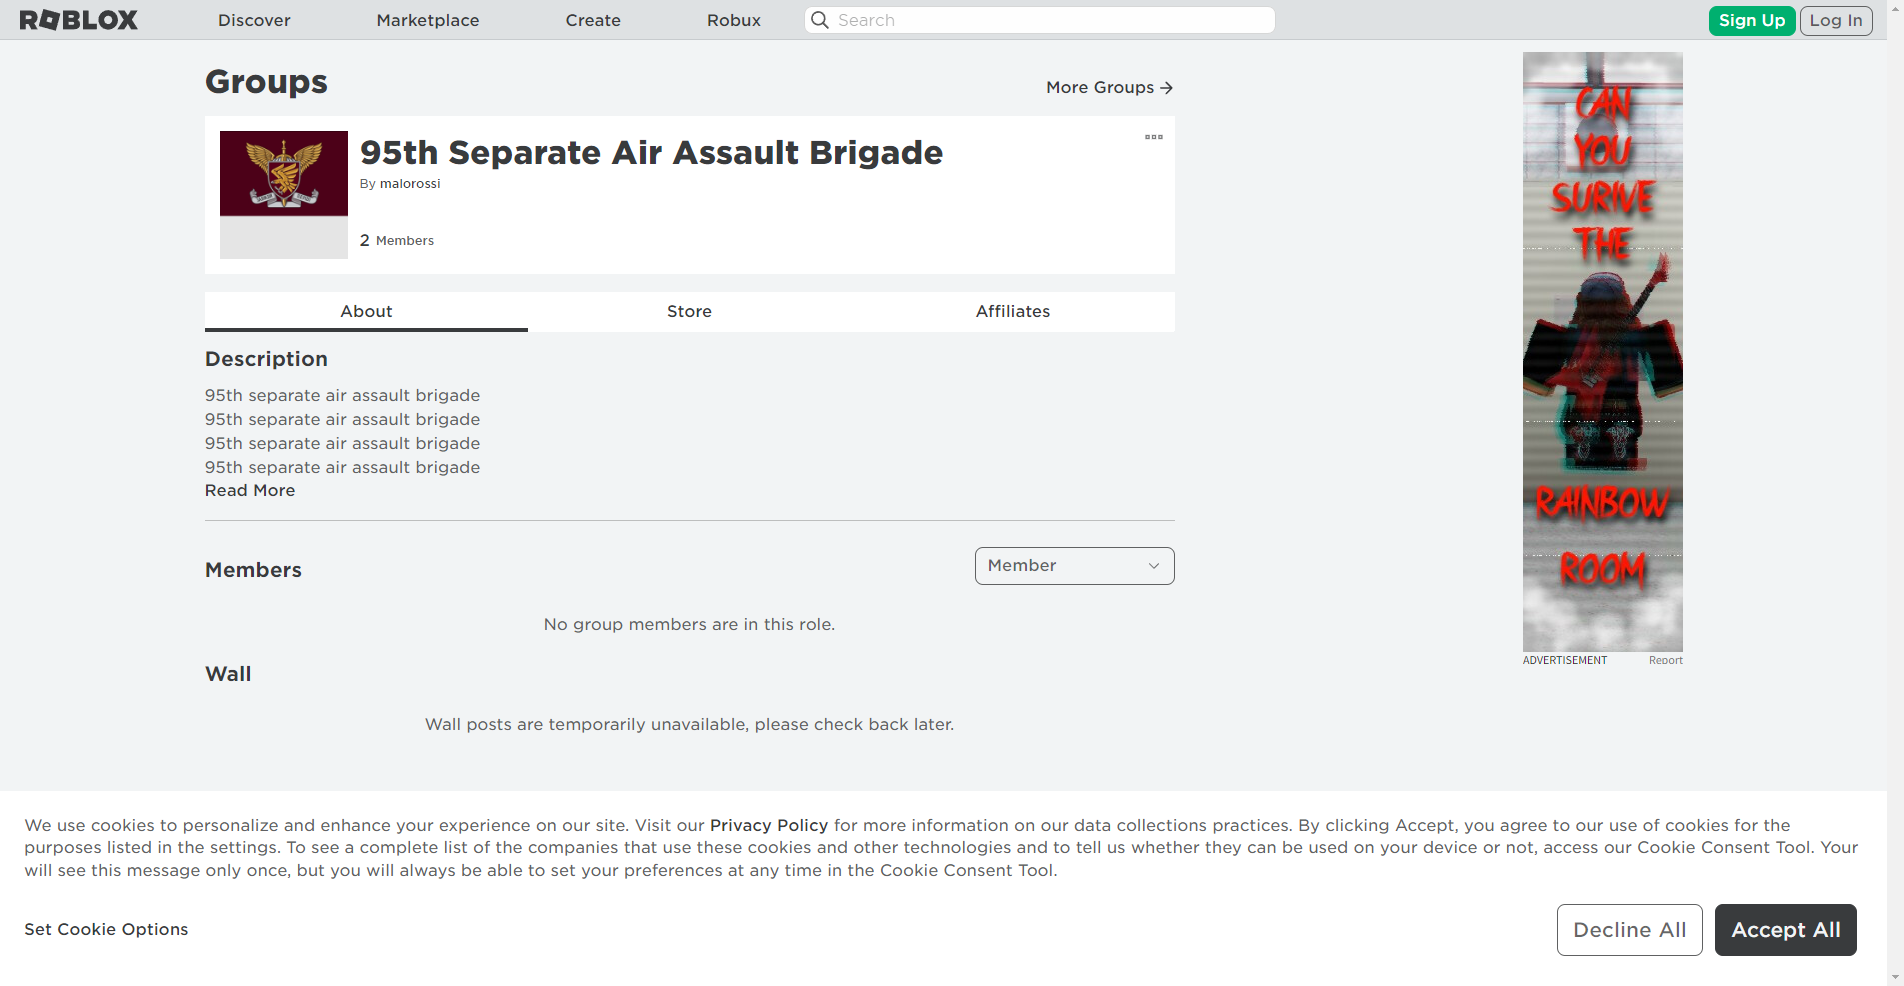 ROBLOX
Discover
Marketplace
Create
Robux
Search
Sign Up
Log In
Groups
More Groups
95th Separate Air Assault Brigade
By malorossi
2 Members
About
Store
Affiliates
Description
95th separate air assault brigade
95th separate air assault brigade
95th separate air assault brigade
95th separate air assault brigade
Read More
Members
Member
No group members are in this role.
Wall
Wall posts are temporarily unavailable, please check back later.
CAN
YOU
SURIVE
THE
RAINBOW
ROOM
ADVERTISEMENT
Report
We use cookies to personalize and enhance your experience on our site. Visit our Privacy Policy for more information on our data collections practices. By clicking Accept, you agree to our use of cookies for the
purposes listed in the settings. To see a complete list of the companies that use these cookies and other technologies and to tell us whether they can be used on your device or not, access our Cookie Consent Tool. Your
will see this message only once, but you will always be able to set your preferences at any time in the Cookie Consent Tool.
Set Cookie Options
Decline All
Accept All